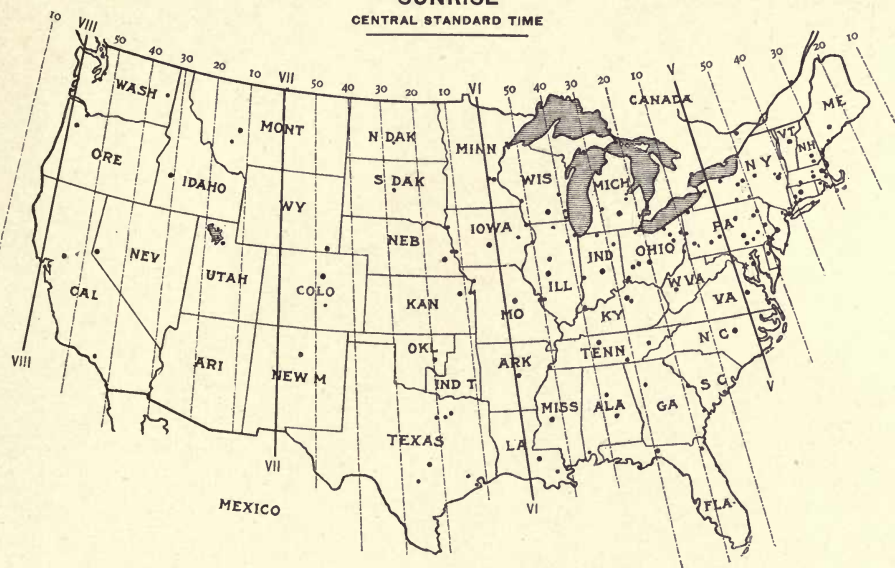 SUNRISE
CENTRAL STANDARD TIME
10 VIII 50 40 30 20 10 VII 50 40 30 20 10 VI 50 40 30 20 10 V 50 40 30 20 10
CANADA
WASH
MONT
N DAK
MINN
ME
VT
NH
ORE
IDAHO
S DAK
WIS
MICH
N Y
WY
IOWA
NEB
IND
OHIO
PA
NEV
UTAH
COLO
ILL
W VA
CAL
KAN
MO
KY
VA
VIII
ARI
NEW M
OKL
IND T
ARK
TENN
N C
V
MISS
ALA
GA
S C
TEXAS
LA
VII
MEXICO
VI
FLA